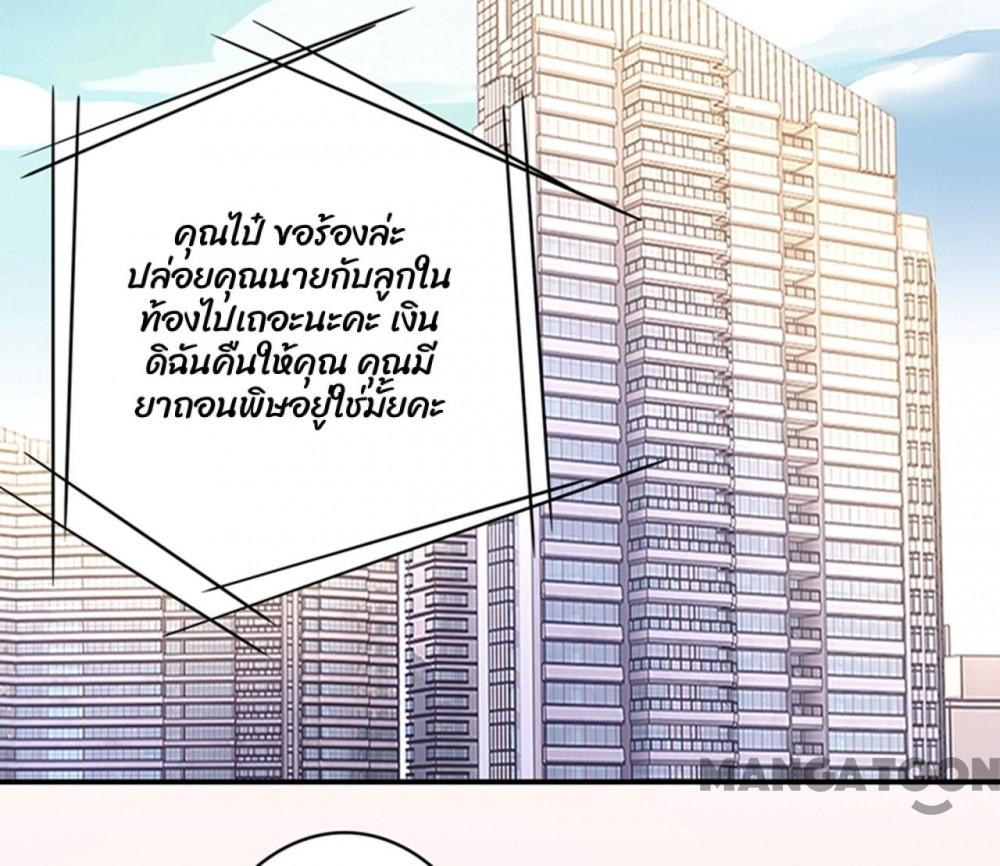 คุณไป๋ ขอร้องล่ะ
ปล่อยคุณนายกับลูกใน
ท้องไปเถอะนะคะ เงิน
ดิฉันคืนให้คุณ คุณมี
ยาถอนพิษอยู่ใช่มั้ยคะ
MANGATOON